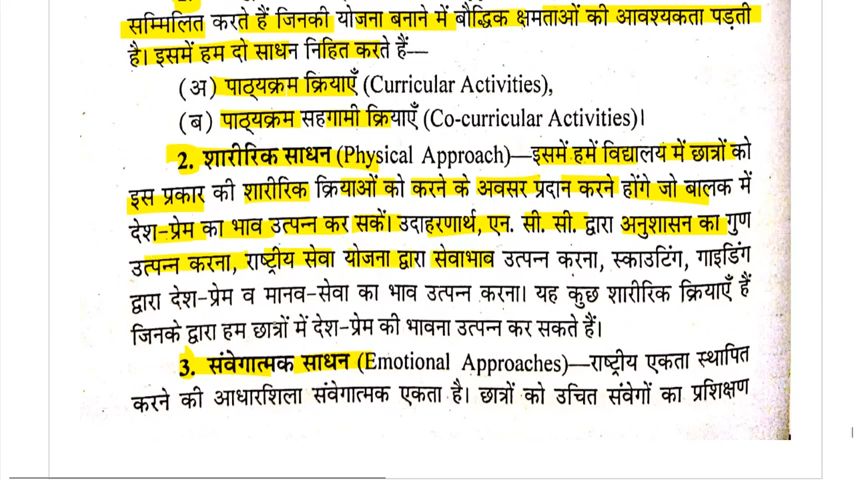 सम्मिलित करते हैं जिनकी योजना बनाने में बौद्धिक क्षमताओं की आवश्यकता पड़ती
है। इसमें हम दो साधन निहित करते हैं—
(अ) पाठ्यक्रम क्रियाएँ (Curricular Activities),
(ब) पाठ्यक्रम सहगामी क्रियाएँ (Co-curricular Activities)।
2. शारीरिक साधन (Physical Approach)—इसमें हमें विद्यालय में छात्रों को
इस प्रकार की शारीरिक क्रियाओं को करने के अवसर प्रदान करने होंगे जो बालक में
देश-प्रेम का भाव उत्पन्न कर सकें। उदाहरणार्थ, एन. सी. सी. द्वारा अनुशासन का गुण
उत्पन्न करना, राष्ट्रीय सेवा योजना द्वारा सेवाभाव उत्पन्न करना, स्काउटिंग, गाइडिंग
द्वारा देश-प्रेम व मानव-सेवा का भाव उत्पन्न करना। यह कुछ शारीरिक क्रियाएँ हैं
जिनके द्वारा हम छात्रों में देश-प्रेम की भावना उत्पन्न कर सकते हैं।
3. संवेगात्मक साधन (Emotional Approaches)—राष्ट्रीय एकता स्थापित
करने की आधारशिला संवेगात्मक एकता है। छात्रों को उचित संवेगों का प्रशिक्षण